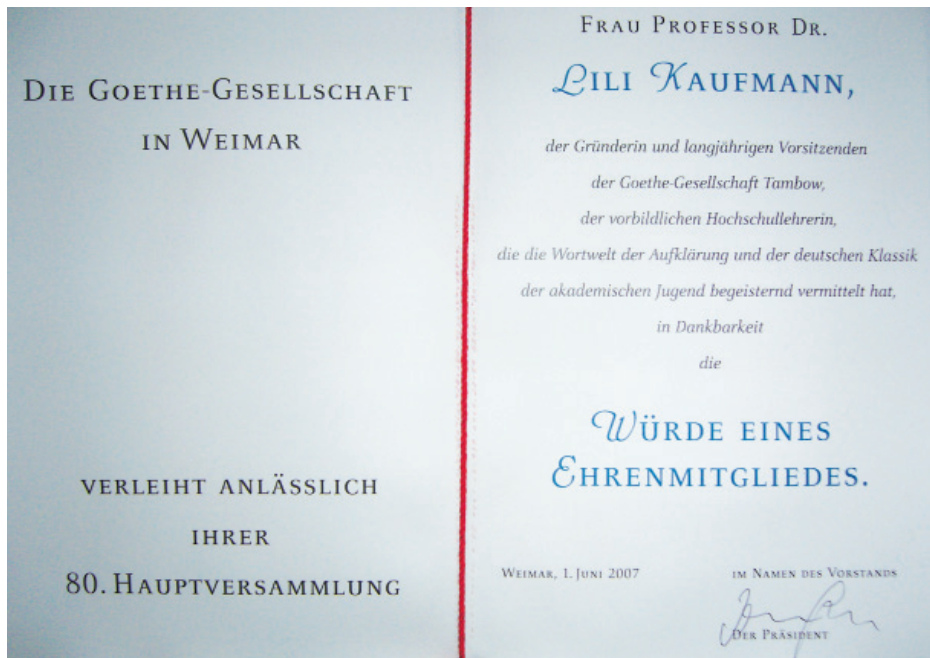 Die Goethe-Gesellschaft
in Weimar
verleiht anlässlich
ihrer
80. Hauptversammlung
Frau Professor Dr.
Lili Kaufmann,
der Gründerin und langjährigen Vorsitzenden
der Goethe-Gesellschaft Tambow,
der vorbildlichen Hochschullehrerin,
die die Wortwelt der Aufklärung und der deutschen Klassik
der akademischen Jugend begeisternd vermittelt hat,
in Dankbarkeit
die
Würde eines
Ehrenmitgliedes.
Weimar, 1. Juni 2007
im Namen des Vorstands
Der Präsident